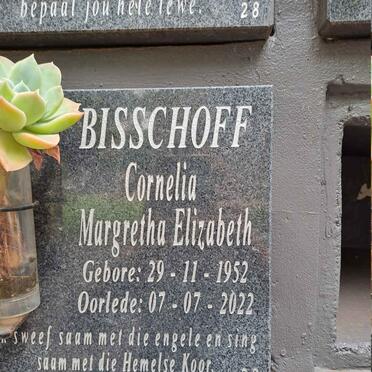 bepaal jou hele lewe.
28
BISSCHOFF
Cornelia
Margretha Elizabeth
Gebore: 29 - 11 - 1952
Oorlede: 07 - 07 - 2022
sweef saam met die engele en sing
saam met die Hemelse Koor